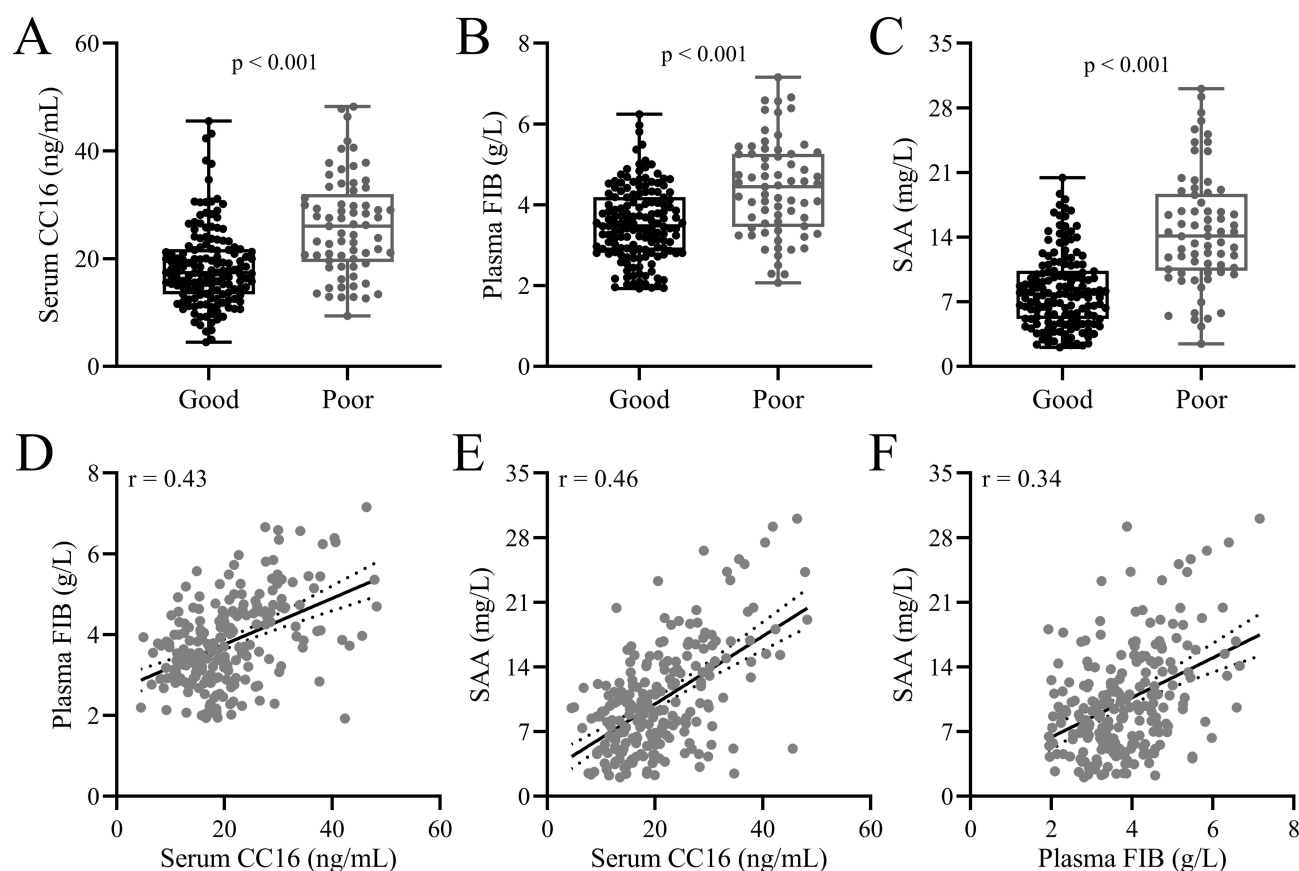 A
Serum CC16 (ng/mL)
60
40
20
0
p < 0.001
Good
Poor
B
Plasma FIB (g/L)
8
6
4
2
0
p < 0.001
Good
Poor
C
SAA (mg/L)
35
28
21
14
7
0
p < 0.001
Good
Poor
D
Plasma FIB (g/L)
8
6
4
2
0
r = 0.43
0
20
40
60
Serum CC16 (ng/mL)
E
SAA (mg/L)
35
28
21
14
7
0
r = 0.46
0
20
40
60
Serum CC16 (ng/mL)
F
SAA (mg/L)
35
28
21
14
7
0
r = 0.34
0
2
4
6
8
Plasma FIB (g/L)